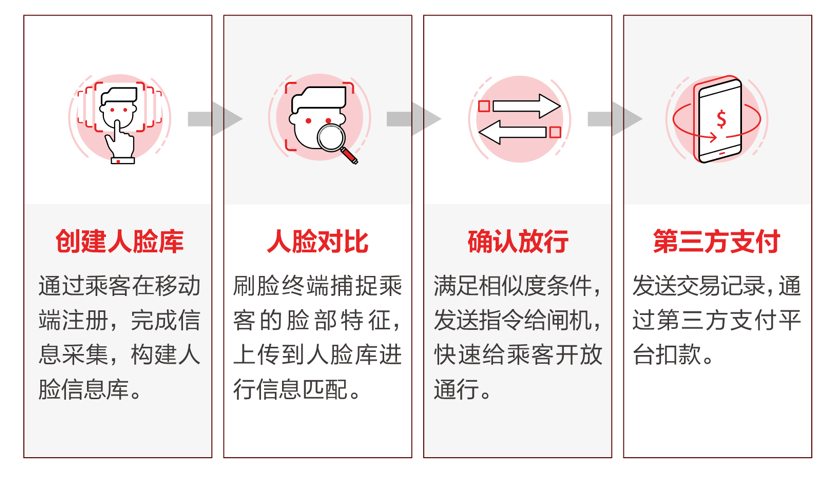 $
创建人脸库
通过乘客在移动
端注册，完成信
息采集，构建人
脸信息库。
人脸对比
刷脸终端捕捉乘
客的脸部特征，
上传到人脸库进
行信息匹配。
确认放行
满足相似度条件，
发送指令给闸机，
快速给乘客开放
通行。
第三方支付
发送交易记录，通
过第三方支付平
台扣款。